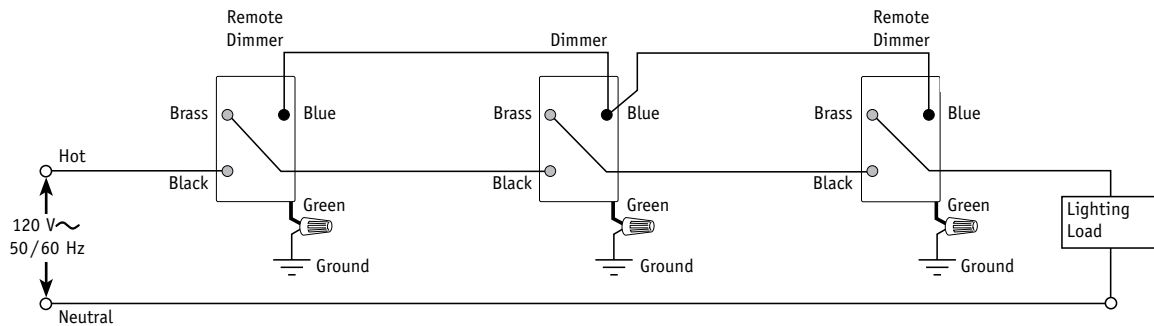 Remote
Dimmer
Dimmer
Remote
Dimmer
Brass
Blue
Brass
Blue
Brass
Blue
Hot
Black
Black
Black
Green
Green
Green
120 V~
50/60 Hz
Lighting
Load
Ground
Ground
Ground
Neutral